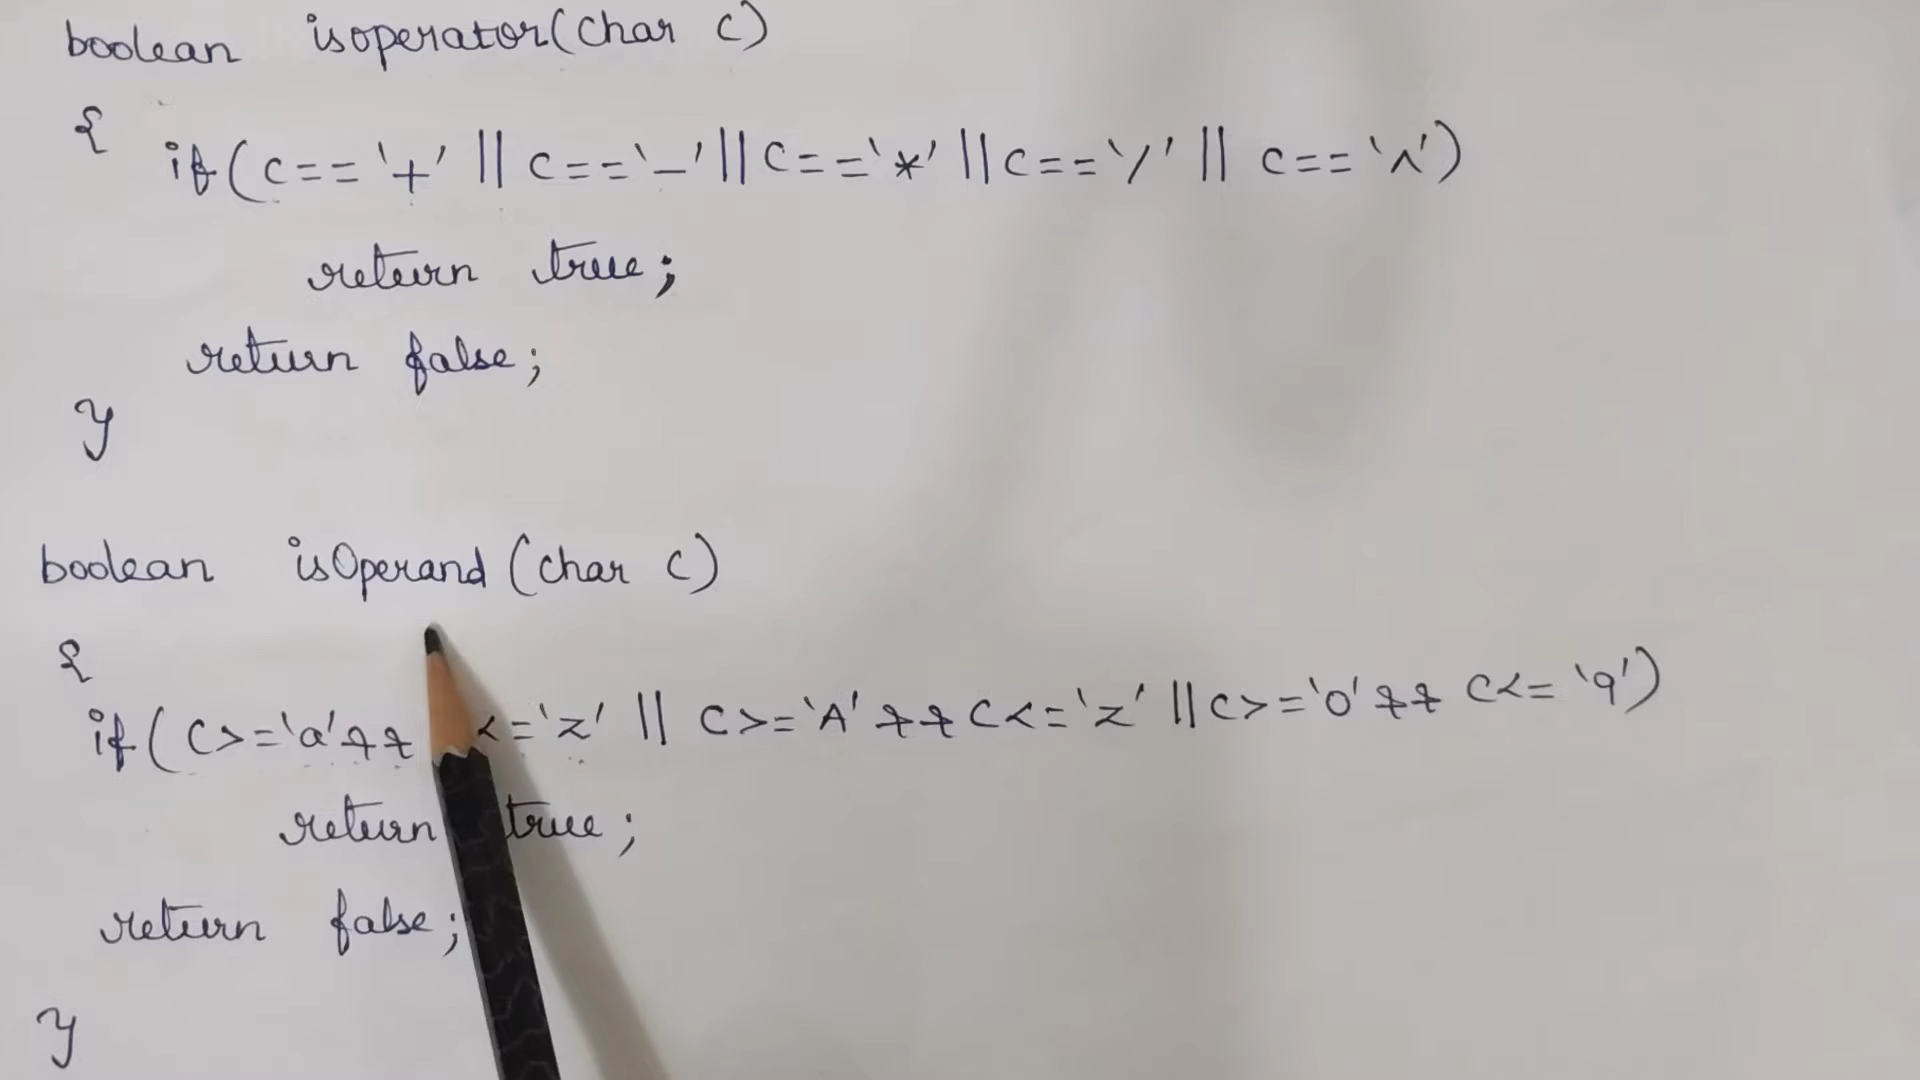 boolean isoperator(char c)
{ if(c=='+' || c=='-' || c=='*' || c=='/' || c=='^')
return true;
return false;
}
boolean isOperand (char c)
{
if( c>='a' && <='z' || c>='A' && c<='z' || c>='0' && c<= '9')
return true;
return false;
}